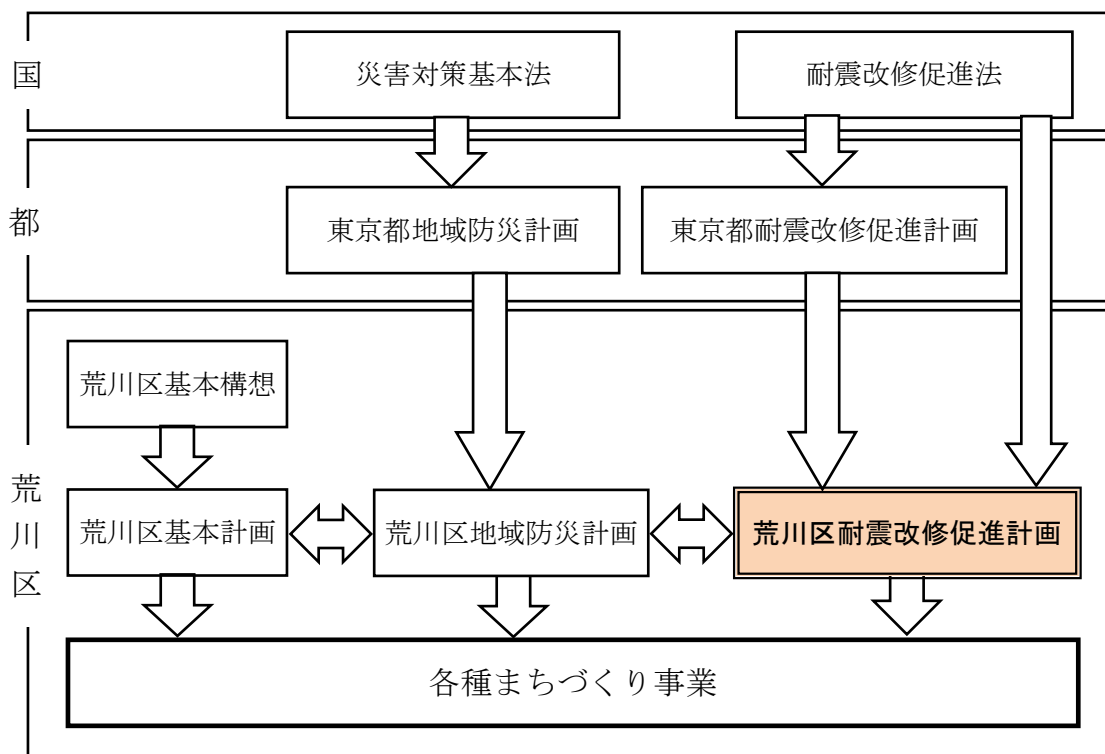 国
災害対策基本法
耐震改修促進法
都
東京都地域防災計画
東京都耐震改修促進計画
荒川区
荒川区基本構想
荒川区基本計画
荒川区地域防災計画
荒川区耐震改修促進計画
各種まちづくり事業